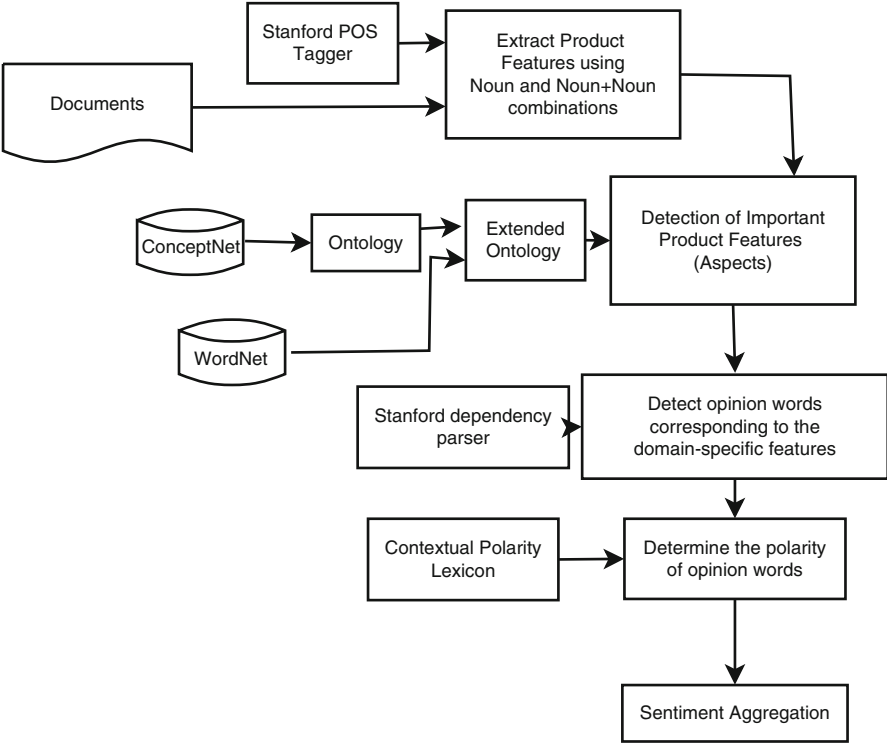 Stanford POS
Tagger
Extract Product
Features using
Noun and Noun+Noun
combinations
Documents
ConceptNet
Ontology
Extended
Ontology
Detection of Important
Product Features
(Aspects)
WordNet
Stanford dependency
parser
Detect opinion words
corresponding to the
domain-specific features
Contextual Polarity
Lexicon
Determine the polarity
of opinion words
Sentiment Aggregation